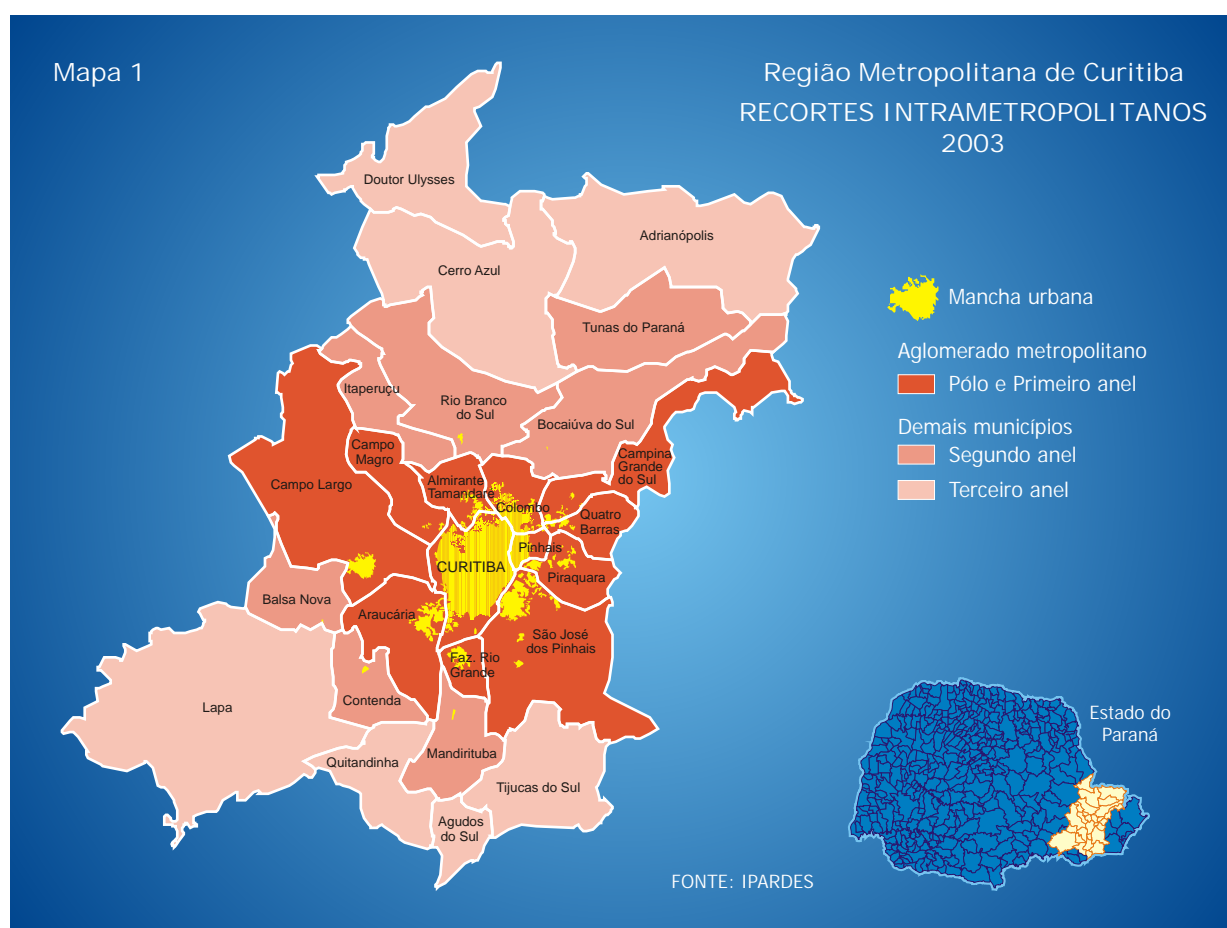 Mapa 1
Região Metropolitana de Curitiba
RECORTES INTRAMETROPOLITANOS
2003
Doutor Ulysses
Adrianópolis
Cerro Azul
Tunas do Paraná
Itaperuçu
Rio Branco
do Sul
Bocaiúva do Sul
Campo
Magro
Campina
Grande
do Sul
Campo Largo
Almirante
Tamandaré
Colombo
Quatro
Barras
Pinhais
CURITIBA
Piraquara
Balsa Nova
Araucária
São José
dos Pinhais
Faz. Rio
Grande
Lapa
Contenda
Mandirituba
Quitandinha
Tijucas do Sul
Agudos
do Sul
Mancha urbana
Aglomerado metropolitano
Pólo e Primeiro anel
Demais municípios
Segundo anel
Terceiro anel
Estado do
Paraná
FONTE: IPARDES